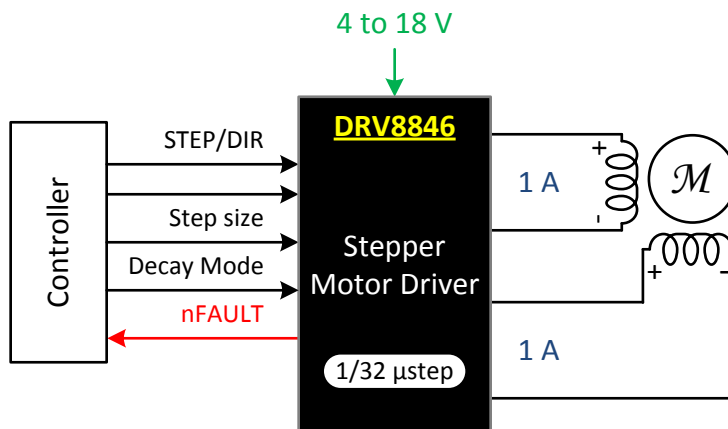 4 to 18 V
DRV8846
STEP/DIR
Controller
+
1 A
M
Step size
-
Stepper
Motor Driver
Decay Mode
+
-
nFAULT
1 A
1/32 µstep